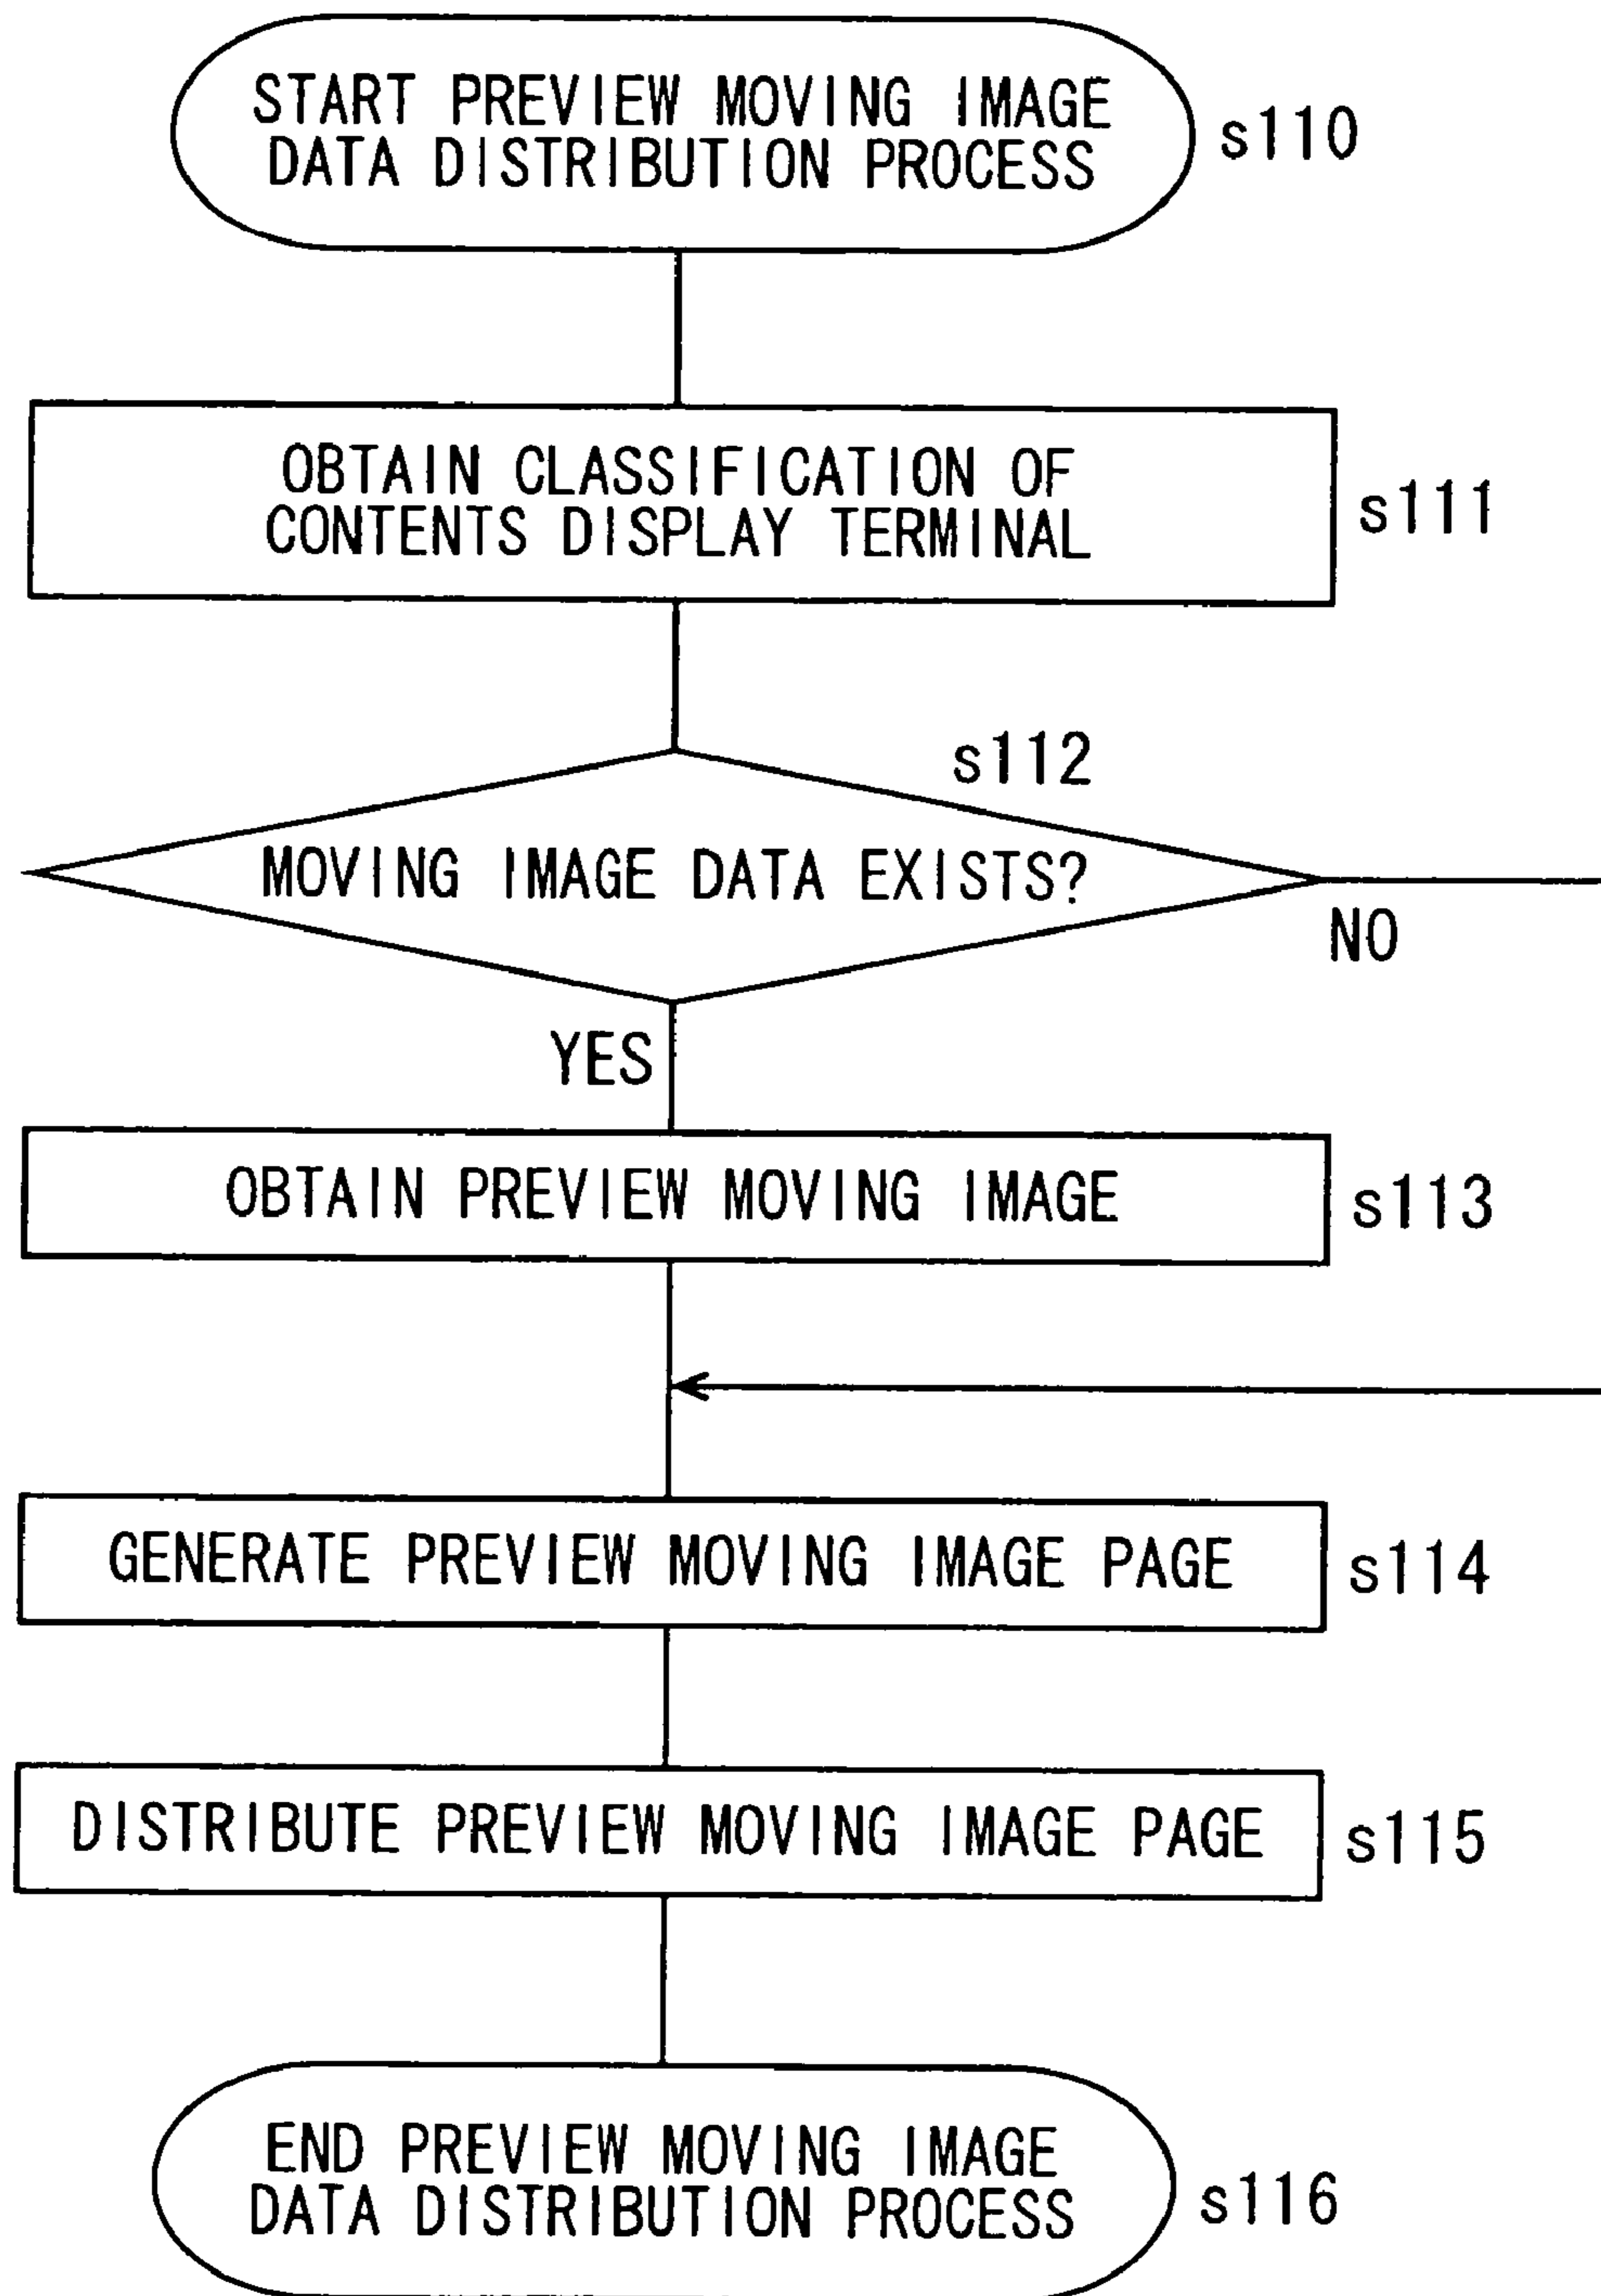 START PREVIEW MOVING IMAGE
DATA DISTRIBUTION PROCESS
s110
OBTAIN CLASSIFICATION OF
CONTENTS DISPLAY TERMINAL
s111
s112
MOVING IMAGE DATA EXISTS?
NO
YES
OBTAIN PREVIEW MOVING IMAGE
s113
GENERATE PREVIEW MOVING IMAGE PAGE
s114
DISTRIBUTE PREVIEW MOVING IMAGE PAGE
s115
END PREVIEW MOVING IMAGE
DATA DISTRIBUTION PROCESS
s116